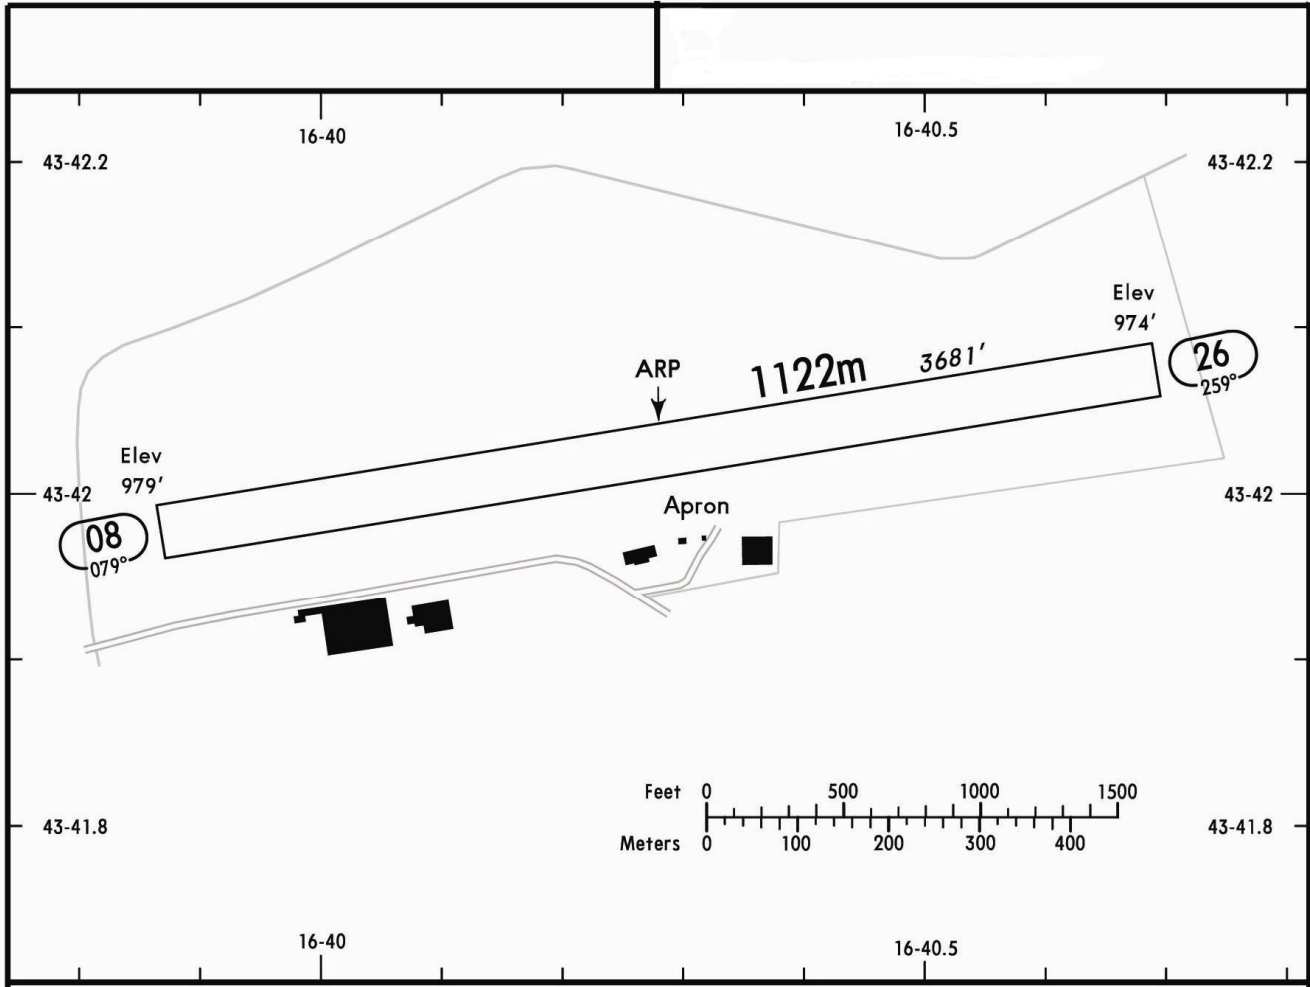 16-40 16-40.5
43-42.2 43-42.2
Elev
974'
26
259°
ARP 1122m 3681'
Elev
979'
43-42 43-42
08
079°
Apron
Feet 0 500 1000 1500
Meters 0 100 200 300 400
43-41.8 43-41.8
16-40 16-40.5